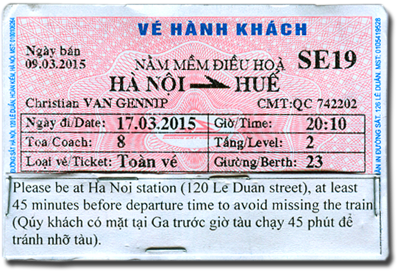 VÉ HÀNH KHÁCH
Ngày bán
09.03.2015
NẰM MỀM ĐIỀU HOÀ
SE19
HÀ NỘI → HUẾ
Christian VAN GENNIP
CMT:QC 742202
Ngày đi/Date: 17.03.2015 Giờ/Time: 20:10
Toa/Coach: 8 Tầng/Level: 2
Loại vé/Ticket: Toàn vé Giường/Berth: 23
Please be at Ha Noi station (120 Le Duan street), at least
45 minutes before departure time to avoid missing the train
(Qúy khách có mặt tại Ga trước giờ tàu chạy 45 phút để
tránh nhỡ tàu).